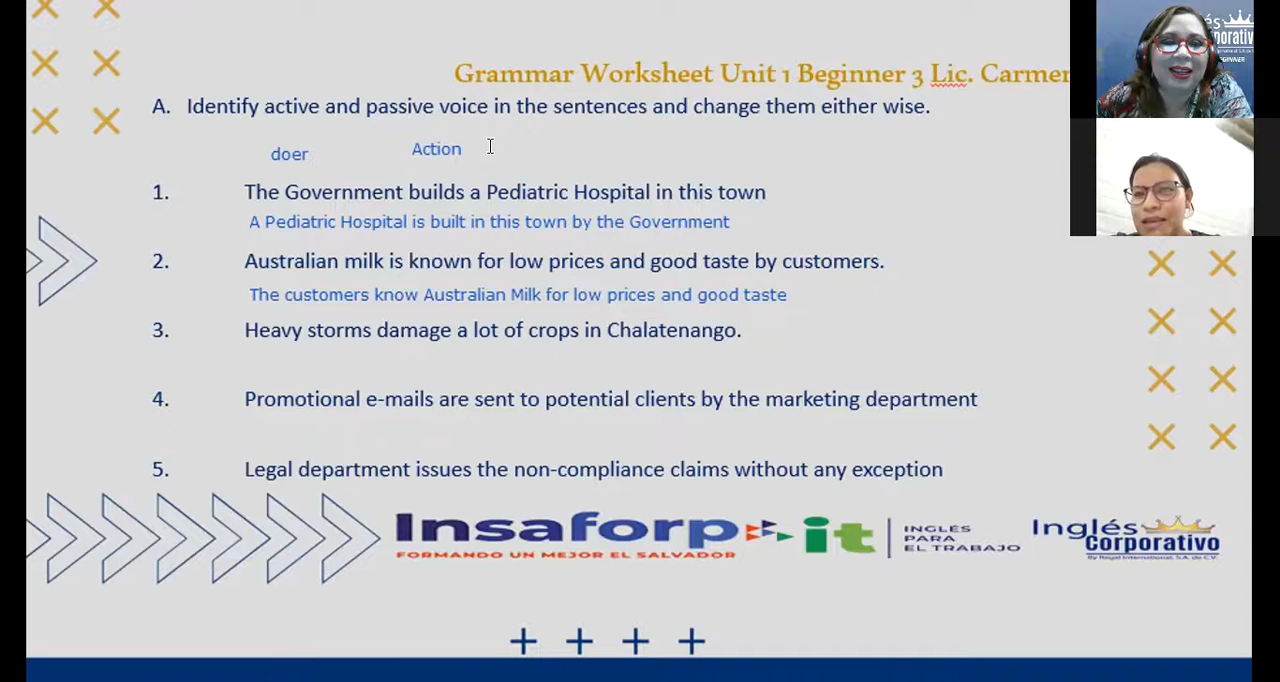 Grammar Worksheet Unit 1 Beginner 3 Lic. Carmen
A. Identify active and passive voice in the sentences and change them either wise.
doer Action
1. The Government builds a Pediatric Hospital in this town
A Pediatric Hospital is built in this town by the Government
2. Australian milk is known for low prices and good taste by customers.
The customers know Australian Milk for low prices and good taste
3. Heavy storms damage a lot of crops in Chalatenango.
4. Promotional e-mails are sent to potential clients by the marketing department
5. Legal department issues the non-compliance claims without any exception
Insaforp
FORMANDO UN MEJOR EL SALVADOR
it
INGLÉS
PARA
EL TRABAJO
Inglés
Corporativo
By Royal International, S.A. de C.V.